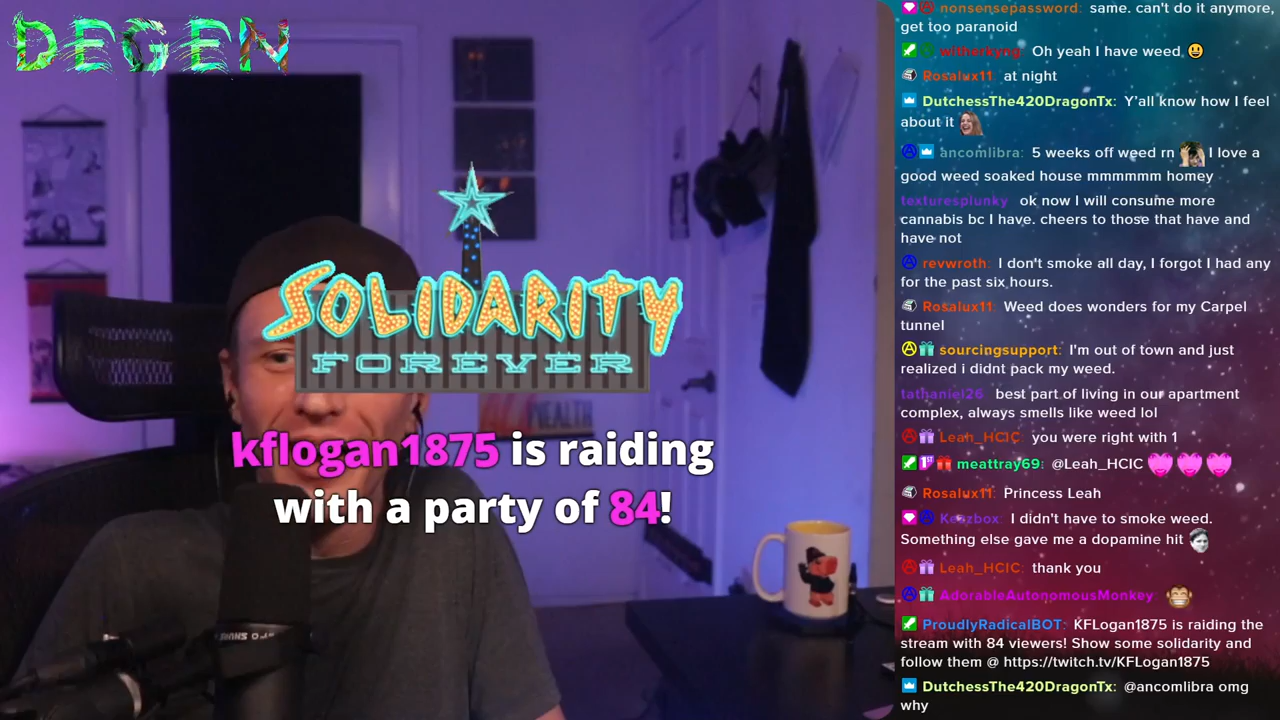 DEGEN
SOLIDARITY
FOREVER
kflogan1875 is raiding
with a party of 84!
HEALTH
SHURE
nonsensepassword: same. can't do it anymore,
get too paranoid
witherkyng: Oh yeah I have weed
Rosalux11: at night
DutchessThe420DragonTx: Y'all know how I feel
about it
ancomlibra: 5 weeks off weed rn I love a
good weed soaked house mmmmmm homey
texturesplunky: ok now I will consume more
cannabis bc I have. cheers to those that have and
have not
revwroth: I don't smoke all day, I forgot I had any
for the past six hours.
Rosalux11: Weed does wonders for my Carpel
tunnel
sourcingsupport: I'm out of town and just
realized i didnt pack my weed.
tathaniel26: best part of living in our apartment
complex, always smells like weed lol
Leah_HCIC: you were right with 1
1ST meattray69: @Leah_HCIC
Rosalux11: Princess Leah
Kezzbox: I didn't have to smoke weed.
Something else gave me a dopamine hit
Leah_HCIC: thank you
AdorableAutonomousMonkey:
ProudlyRadicalBOT: KFLogan1875 is raiding the
stream with 84 viewers! Show some solidarity and
follow them @ https://twitch.tv/KFLogan1875
DutchessThe420DragonTx: @ancomlibra omg
why